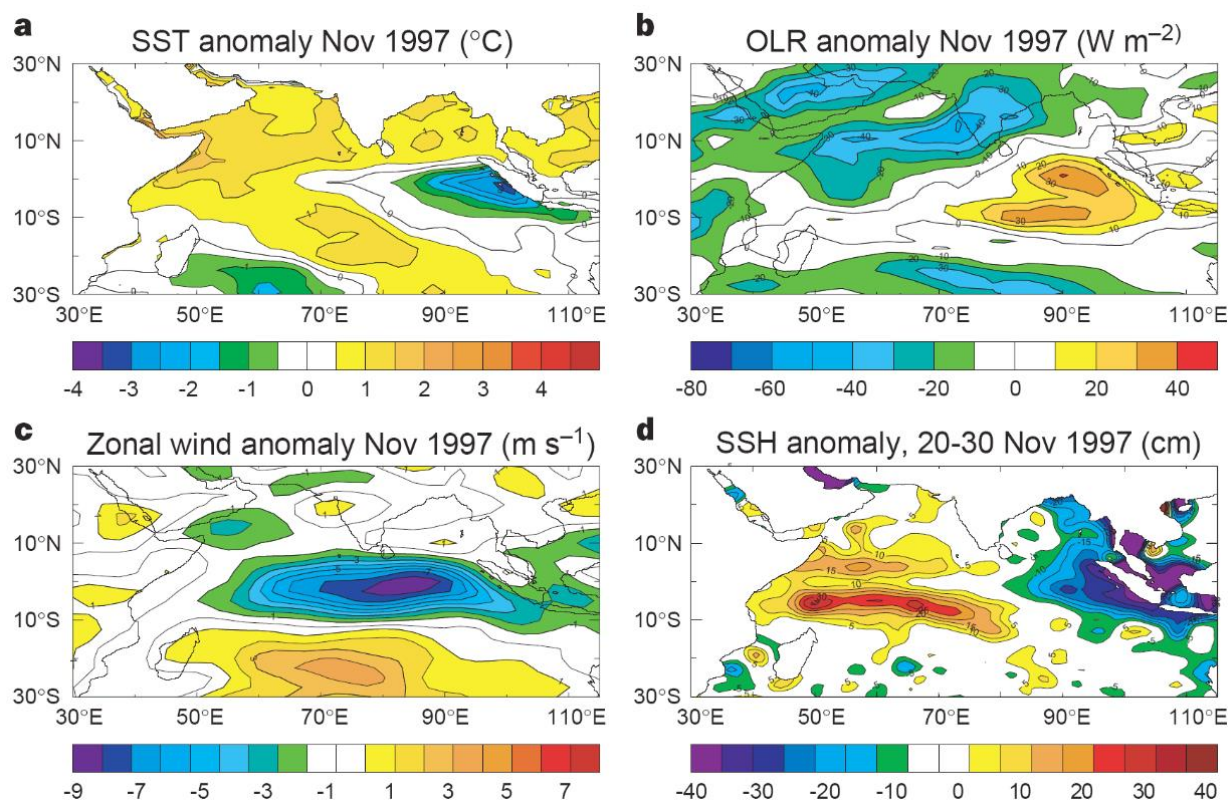 a
SST anomaly Nov 1997 (°C)
30°N
10°N
10°S
30°S
30°E 50°E 70°E 90°E 110°E
-4 -3 -2 -1 0 1 2 3 4
b
OLR anomaly Nov 1997 (W m⁻²)
30°N
10°N
10°S
30°S
30°E 50°E 70°E 90°E 110°E
-80 -60 -40 -20 0 20 40
c
Zonal wind anomaly Nov 1997 (m s⁻¹)
30°N
10°N
10°S
30°S
30°E 50°E 70°E 90°E 110°E
-9 -7 -5 -3 -1 1 3 5 7
d
SSH anomaly, 20-30 Nov 1997 (cm)
30°N
10°N
10°S
30°S
30°E 50°E 70°E 90°E 110°E
-40 -30 -20 -10 0 10 20 30 40